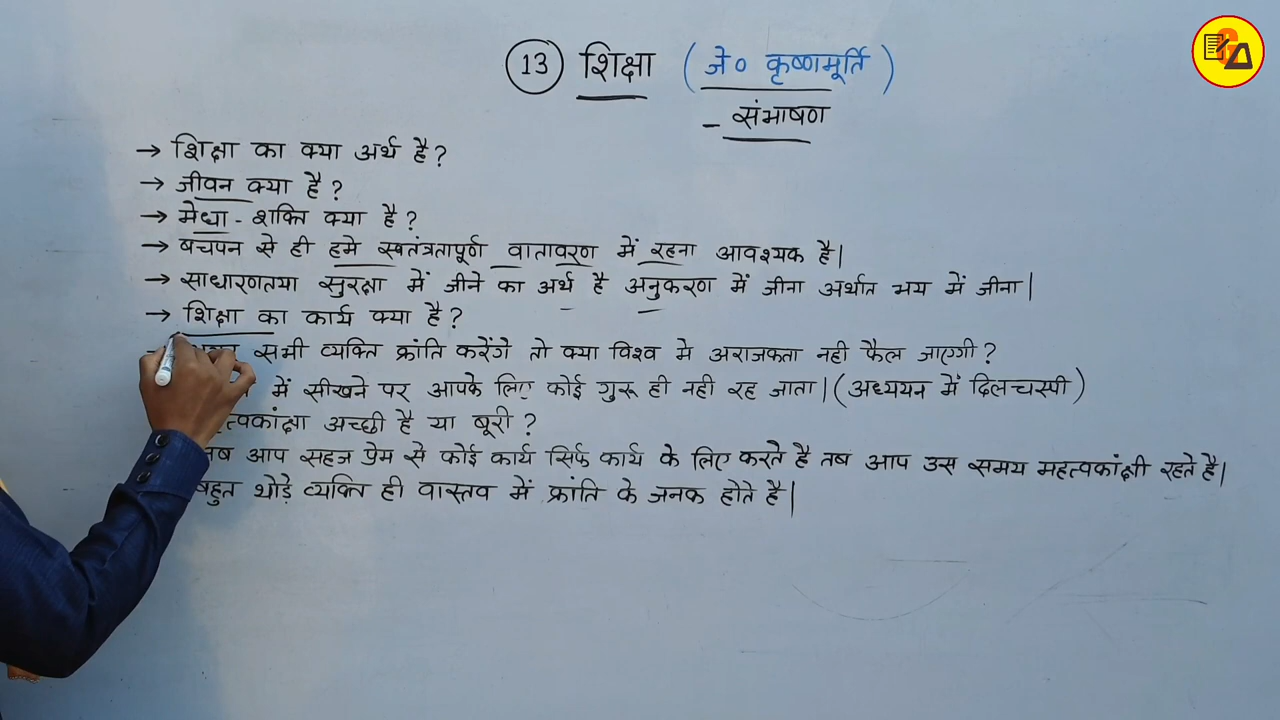 13 शिक्षा (जे० कृष्णमूर्ति)
- संभाषण
→ शिक्षा का क्या अर्थ है?
→ जीवन क्या है?
→ मेधा - शक्ति क्या है?
→ बचपन से ही हमे स्वतंत्रतापूर्ण वातावरण में रहना आवश्यक है|
→ साधारणतया सुरक्षा में जीने का अर्थ है अनुकरण में जीना अर्थात भय में जीना|
→ शिक्षा का कार्य क्या है?
सभी व्यक्ति क्रांति करेंगे तो क्या विश्व मे अराजकता नही फैल जाएगी?
में सीखने पर आपके लिए कोई गुरू ही नही रह जाता| (अध्ययन में दिलचस्पी)
अच्छी है या बूरी?
आप सहज प्रेम से कोई कार्य सिर्फ कार्य के लिए करते है तब आप उस समय महत्वकांक्षी रहते है|
बहुत थोड़े व्यक्ति ही वास्तव में क्रांति के जनक होते है|